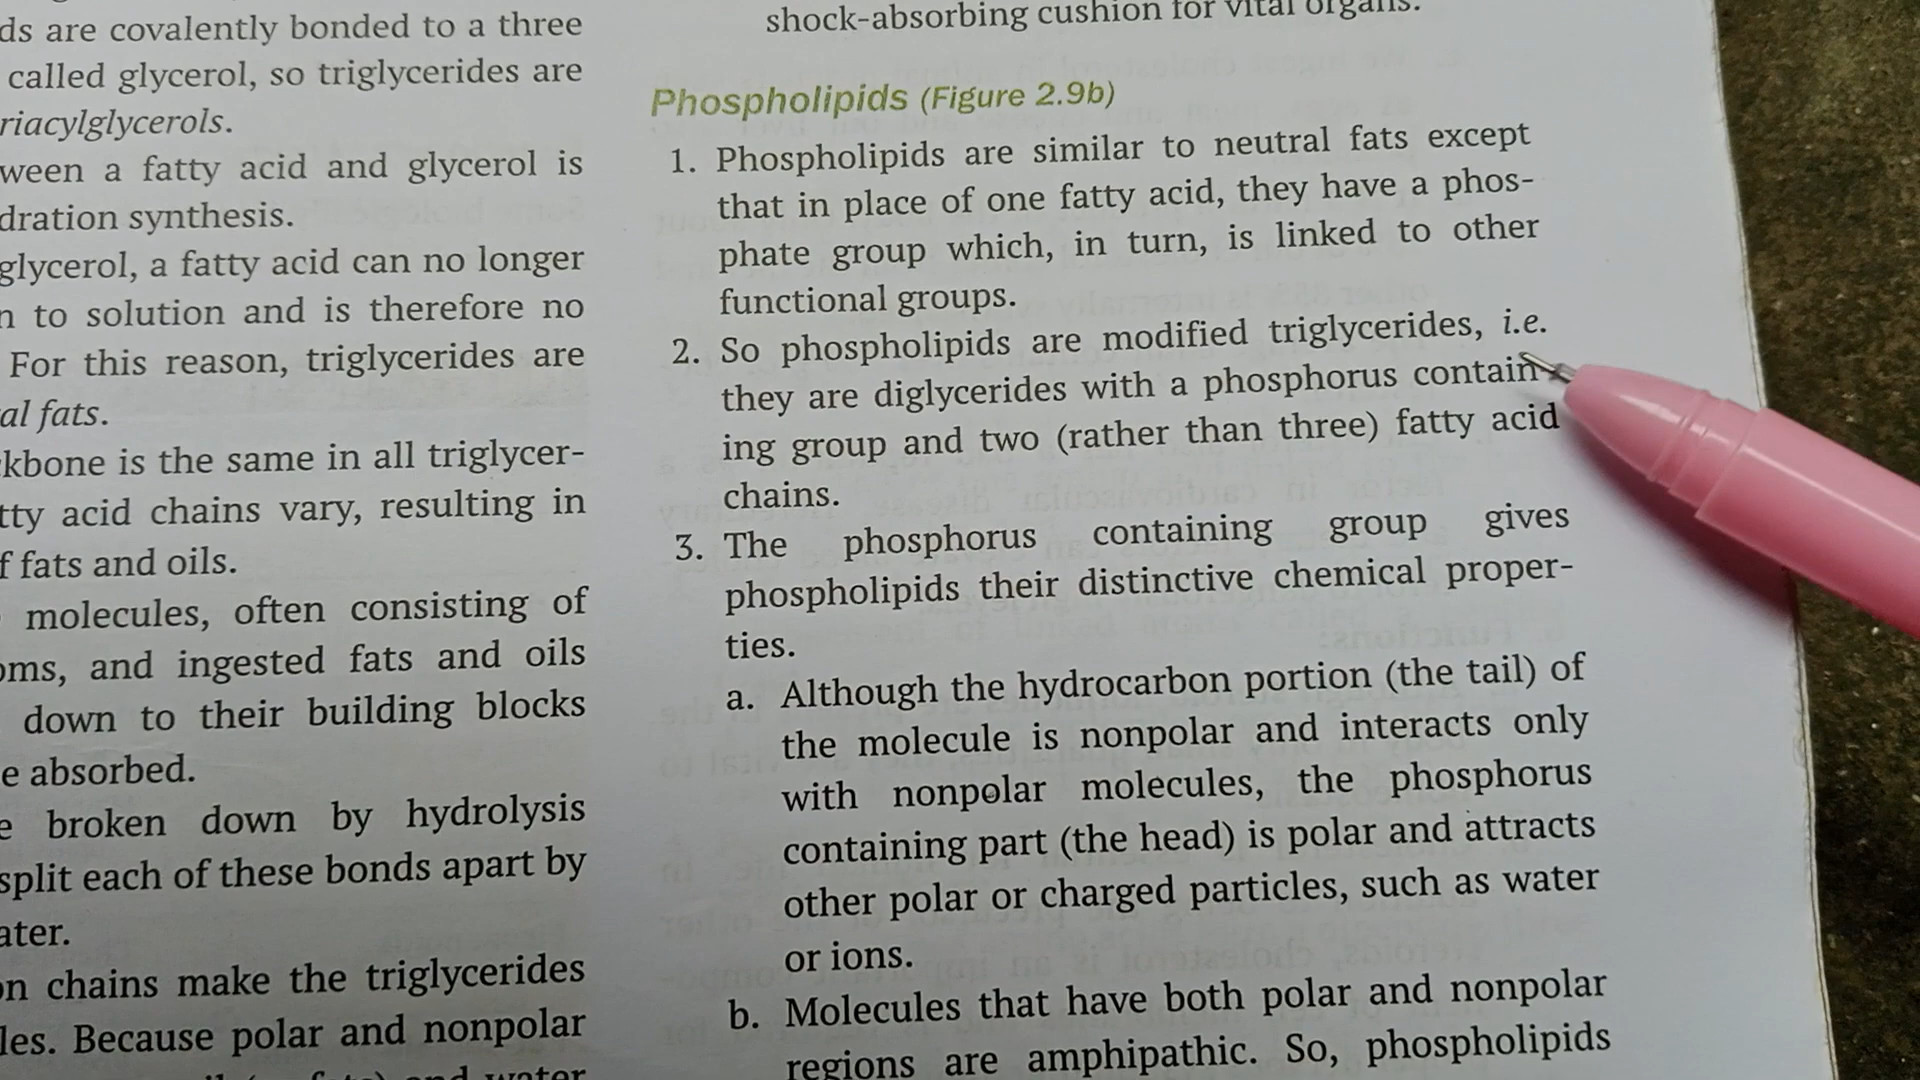 ds are covalently bonded to a three
called glycerol, so triglycerides are
riacylglycerols.
ween a fatty acid and glycerol is
dration synthesis.
glycerol, a fatty acid can no longer
n to solution and is therefore no
For this reason, triglycerides are
al fats.
kbone is the same in all triglycer-
tty acid chains vary, resulting in
f fats and oils.
molecules, often consisting of
oms, and ingested fats and oils
down to their building blocks
e absorbed.
e broken down by hydrolysis
split each of these bonds apart by
ater.
on chains make the triglycerides
les. Because polar and nonpolar
and water
shock-absorbing cushion for vital organs.
Phospholipids (Figure 2.9b)
1. Phospholipids are similar to neutral fats except
that in place of one fatty acid, they have a phos-
phate group which, in turn, is linked to other
functional groups.
2. So phospholipids are modified triglycerides, i.e.
they are diglycerides with a phosphorus contain
ing group and two (rather than three) fatty acid
chains.
3. The phosphorus containing group gives
phospholipids their distinctive chemical proper-
ties.
a. Although the hydrocarbon portion (the tail) of
the molecule is nonpolar and interacts only
with nonpolar molecules, the phosphorus
containing part (the head) is polar and attracts
other polar or charged particles, such as water
or ions.
b. Molecules that have both polar and nonpolar
regions are amphipathic. So, phospholipids